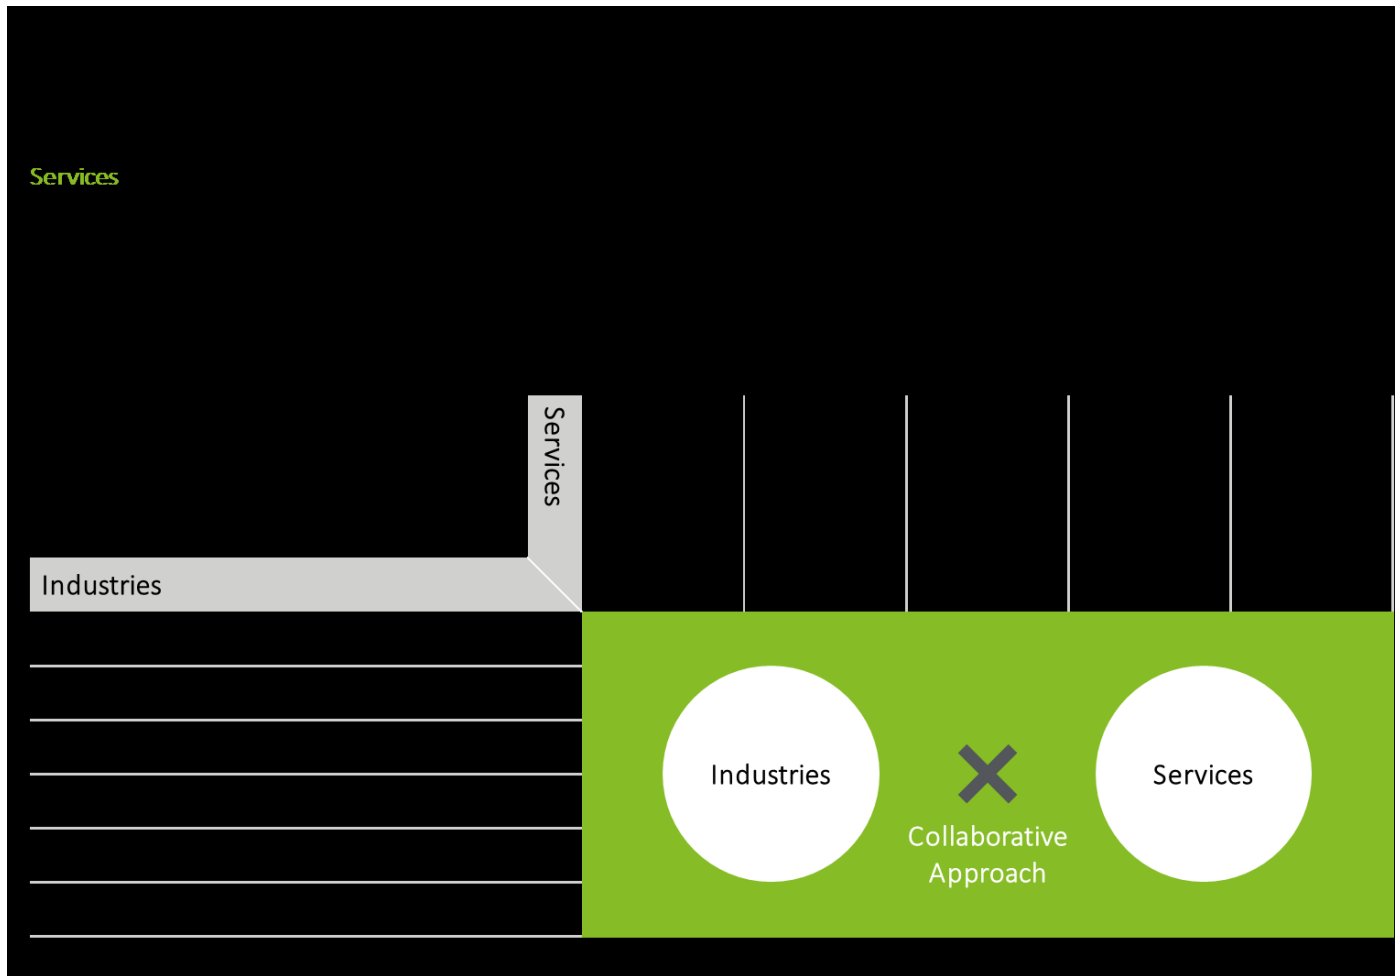 Services
Services
Industries
Industries
Services
Collaborative
Approach